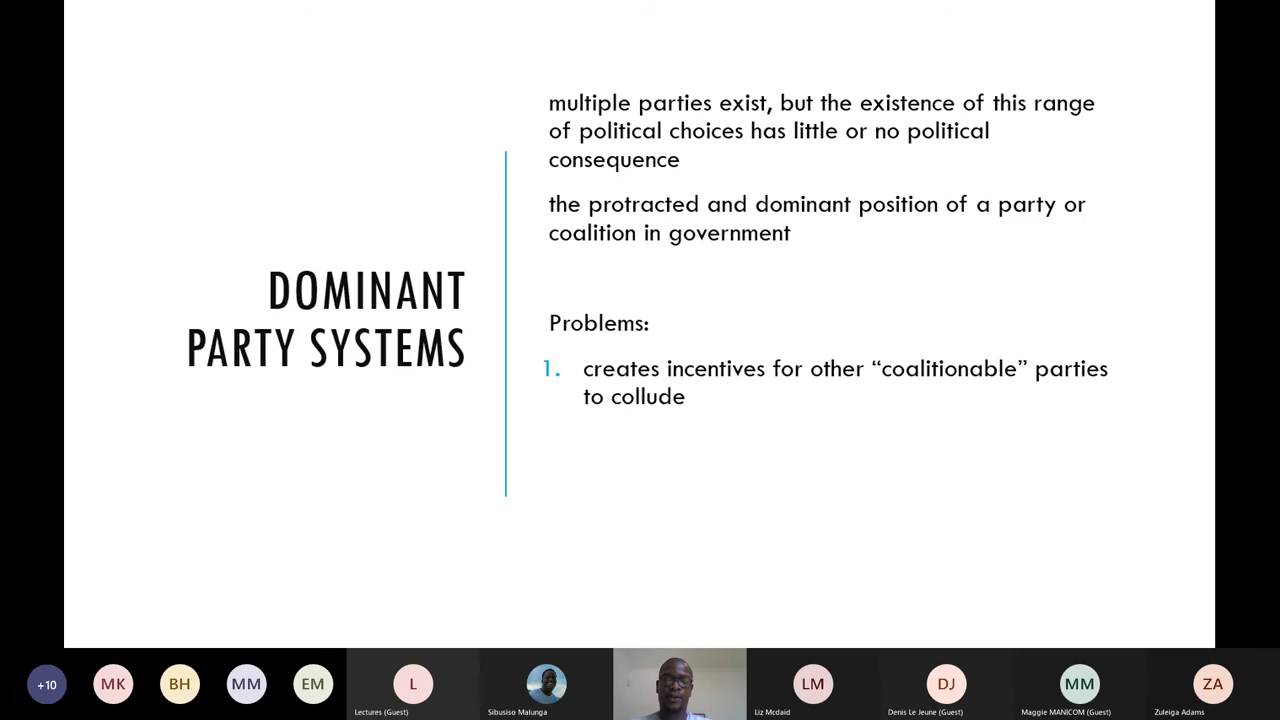 multiple parties exist, but the existence of this range
of political choices has little or no political
consequence
the protracted and dominant position of a party or
coalition in government
DOMINANT
PARTY SYSTEMS
Problems:
1. creates incentives for other “coalitionable” parties
to collude
+10
MK
BH
MM
EM
L
Lectures (Guest)
Sibusiso Malunga
LM
Liz Mcdaid
DJ
Denis Le Jeune (Guest)
MM
Maggie MANICOM (Guest)
ZA
Zuleiga Adams